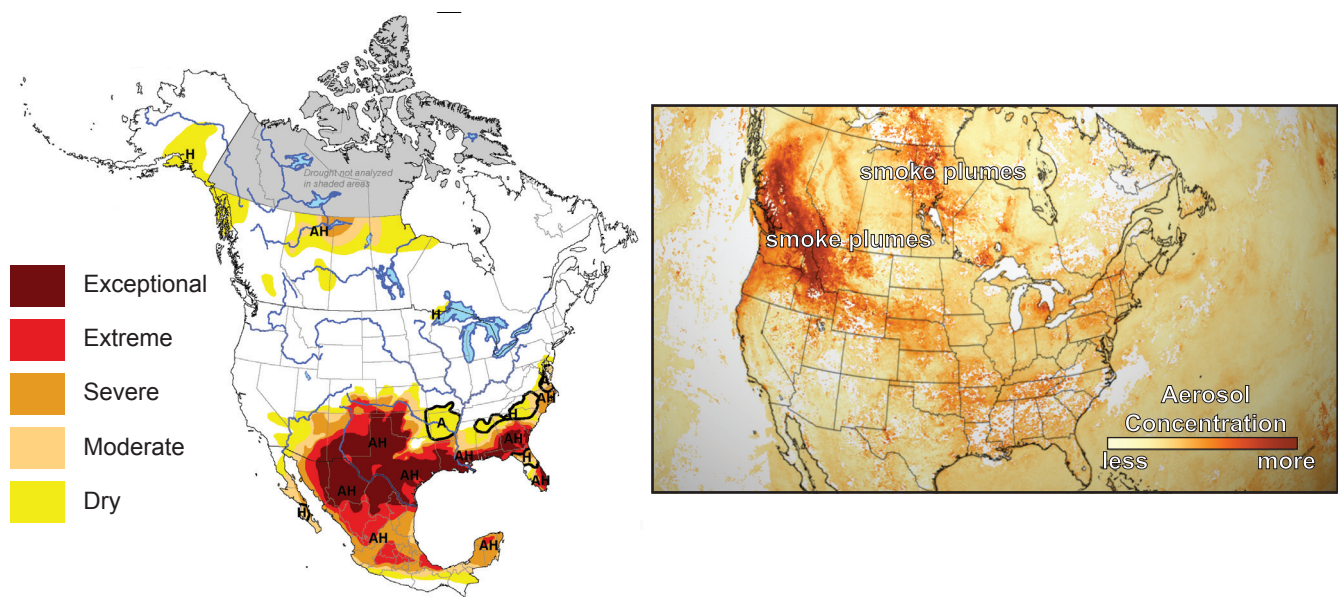 Exceptional
Extreme
Severe
Moderate
Dry
H
Drought not analyzed
in shaded areas
AH
H
A
H
AH
AH
AH
AH
AH
AH
H
AH
H
AH
AH
smoke plumes
smoke plumes
Aerosol
Concentration
less
more